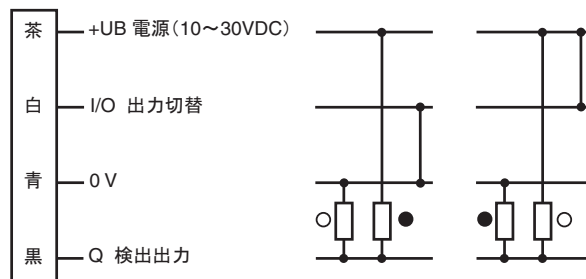 茶 +UB 電源（10～30VDC）
白 I/O 出力切替
青 0 V
黒 Q 検出出力